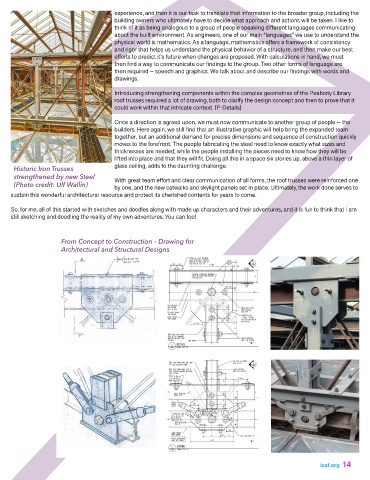 experience, and then it is our task to translate that information to the broader group, including the
building owners who ultimately have to decide what approach and actions will be taken. I like to
think of it as being analogous to a group of people speaking different languages communicating
about the built environment. As engineers, one of our main "languages" we use to understand the
physical world is mathematics. As a language, mathematics offers a framework of consistency
and rigor that helps us understand the physical behavior of a structure, and then make our best
efforts to predict it's future when changes are proposed. With calculations in hand, we must
then find a way to communicate our findings to the group. Two other forms of language are
then required – speech and graphics. We talk about and describe our findings with words and
drawings.
Introducing strengthening components within the complex geometries of the Peabody Library
roof trusses required a lot of drawing, both to clarify the design concept and then to prove that it
could work within that intricate context. (P-Details)
Once a direction is agreed upon, we must now communicate to another group of people – the
builders. Here again, we still find that an illustrative graphic will help bring the expanded team
together, but an additional demand for precise dimensions and sequence of construction quickly
moves to the forefront. The people fabricating the steel need to know exactly what sizes and
thicknesses are needed, while the people installing the pieces need to know how they will be
lifted into place and that they will fit. Doing all this in a space six stories up, above a thin layer of
glass ceiling, adds to the daunting challenge.
Historic Iron Trusses
strengthened by new Steel
(Photo credit: Ulf Wallin)
With great team effort and clear communication of all forms, the roof trusses were reinforced one
by one, and the new catwalks and skylight panels set in place. Ultimately, the work done serves to
sustain this wonderful architectural resource and protect its cherished contents for years to come.
So, for me, all of this started with sketches and doodles along with made up characters and their adventures, and it is fun to think that I am
still sketching and doodling the reality of my own adventures. You can too!
From Concept to Construction - Drawing for
Architectural and Structural Designs
icaf.org 14